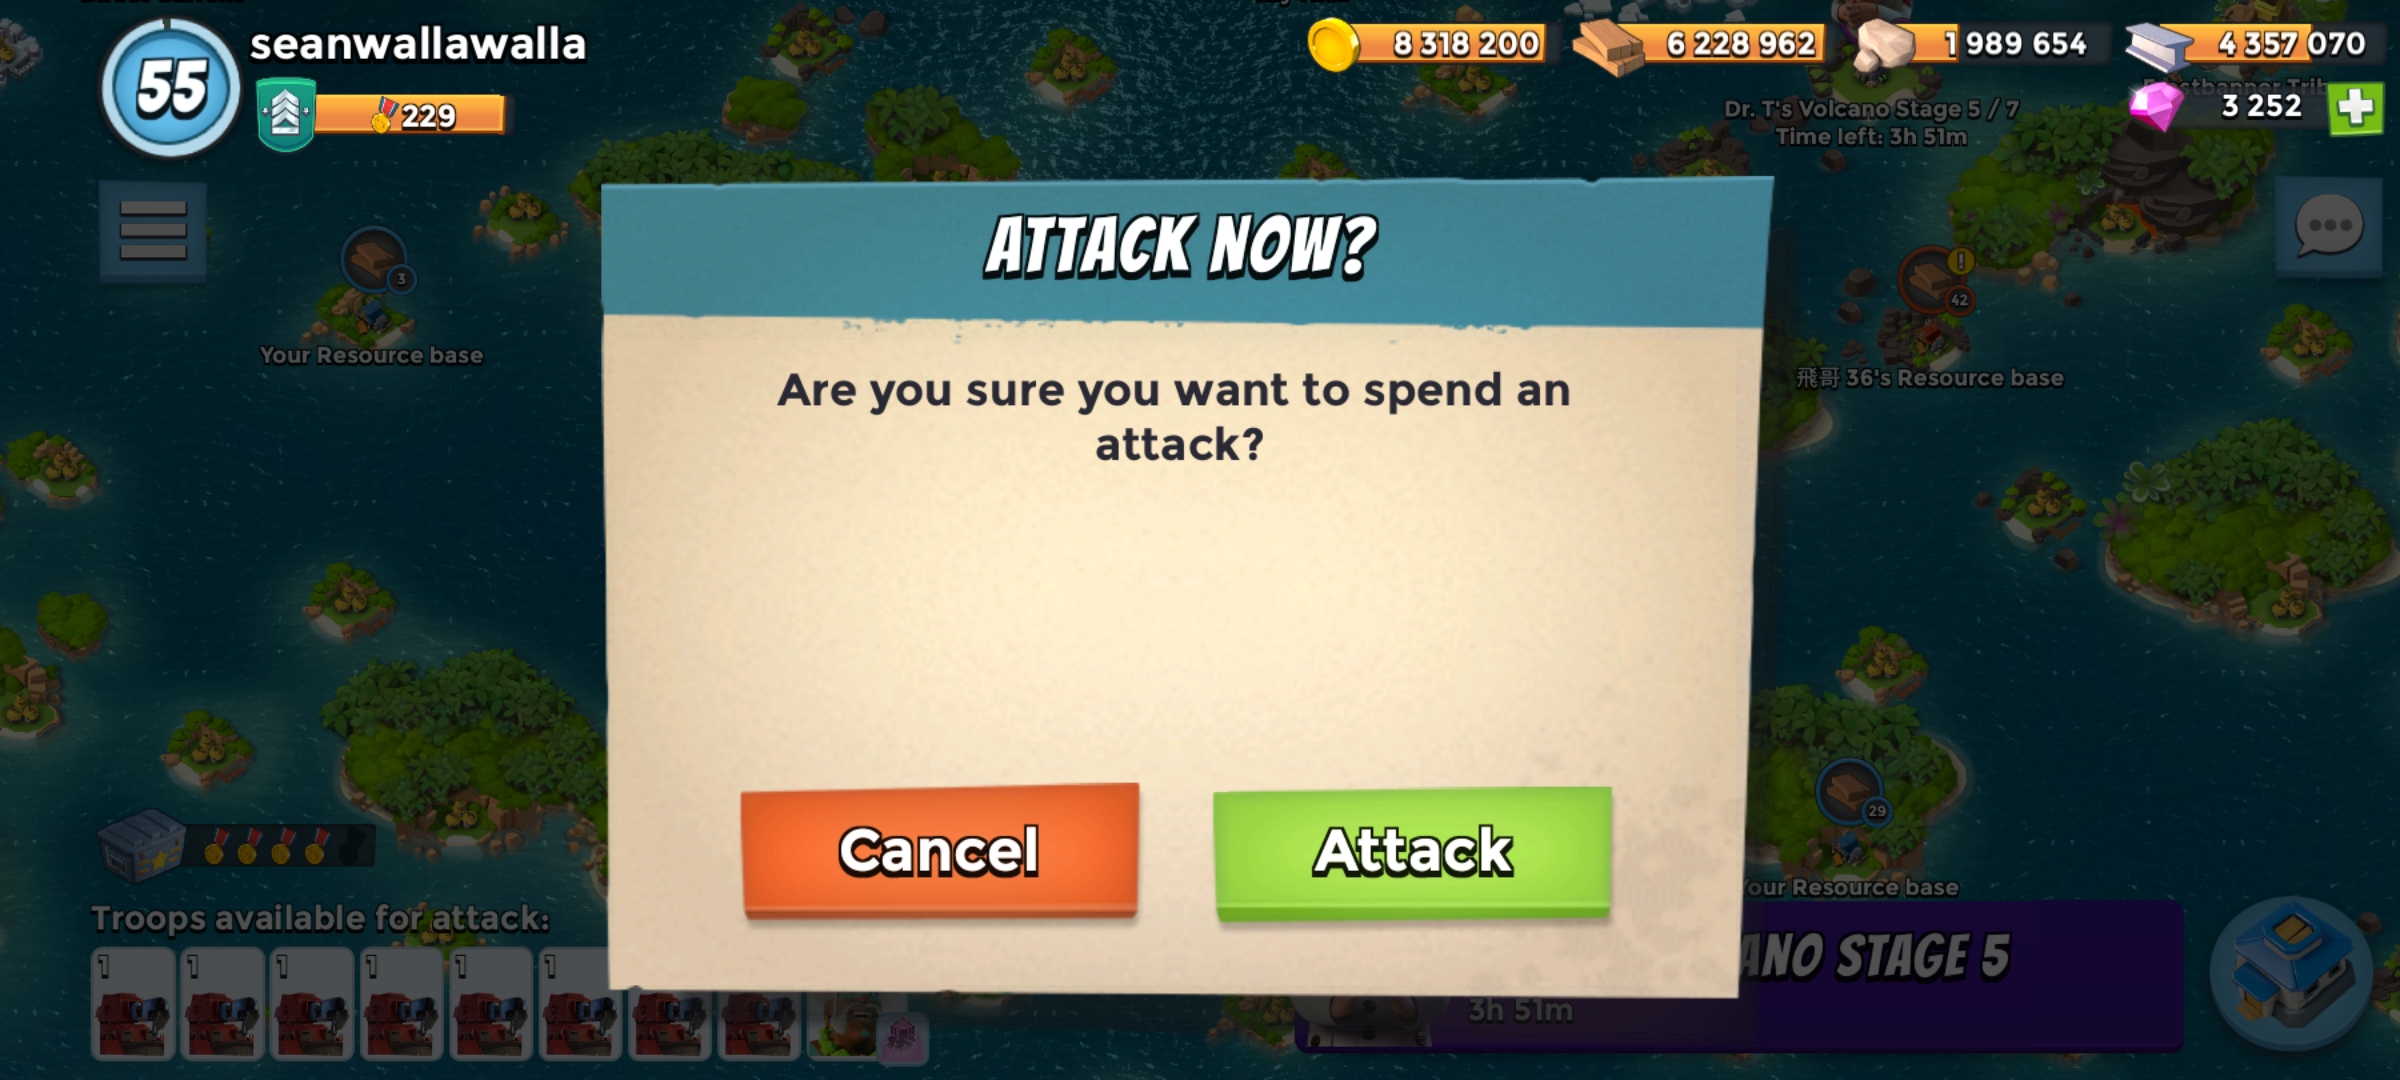 55
seanwallawalla
229
8 318 200
6 228 962
1 989 654
4 357 070
3 252
Dr. T's Volcano Stage 5 / 7
Time left: 3h 51m
3
Your Resource base
42
飛哥 36's Resource base
ATTACK NOW?
Are you sure you want to spend an
attack?
Cancel
Attack
29
Your Resource base
Troops available for attack:
1
1
1
1
1
1
ANO STAGE 5
3h 51m